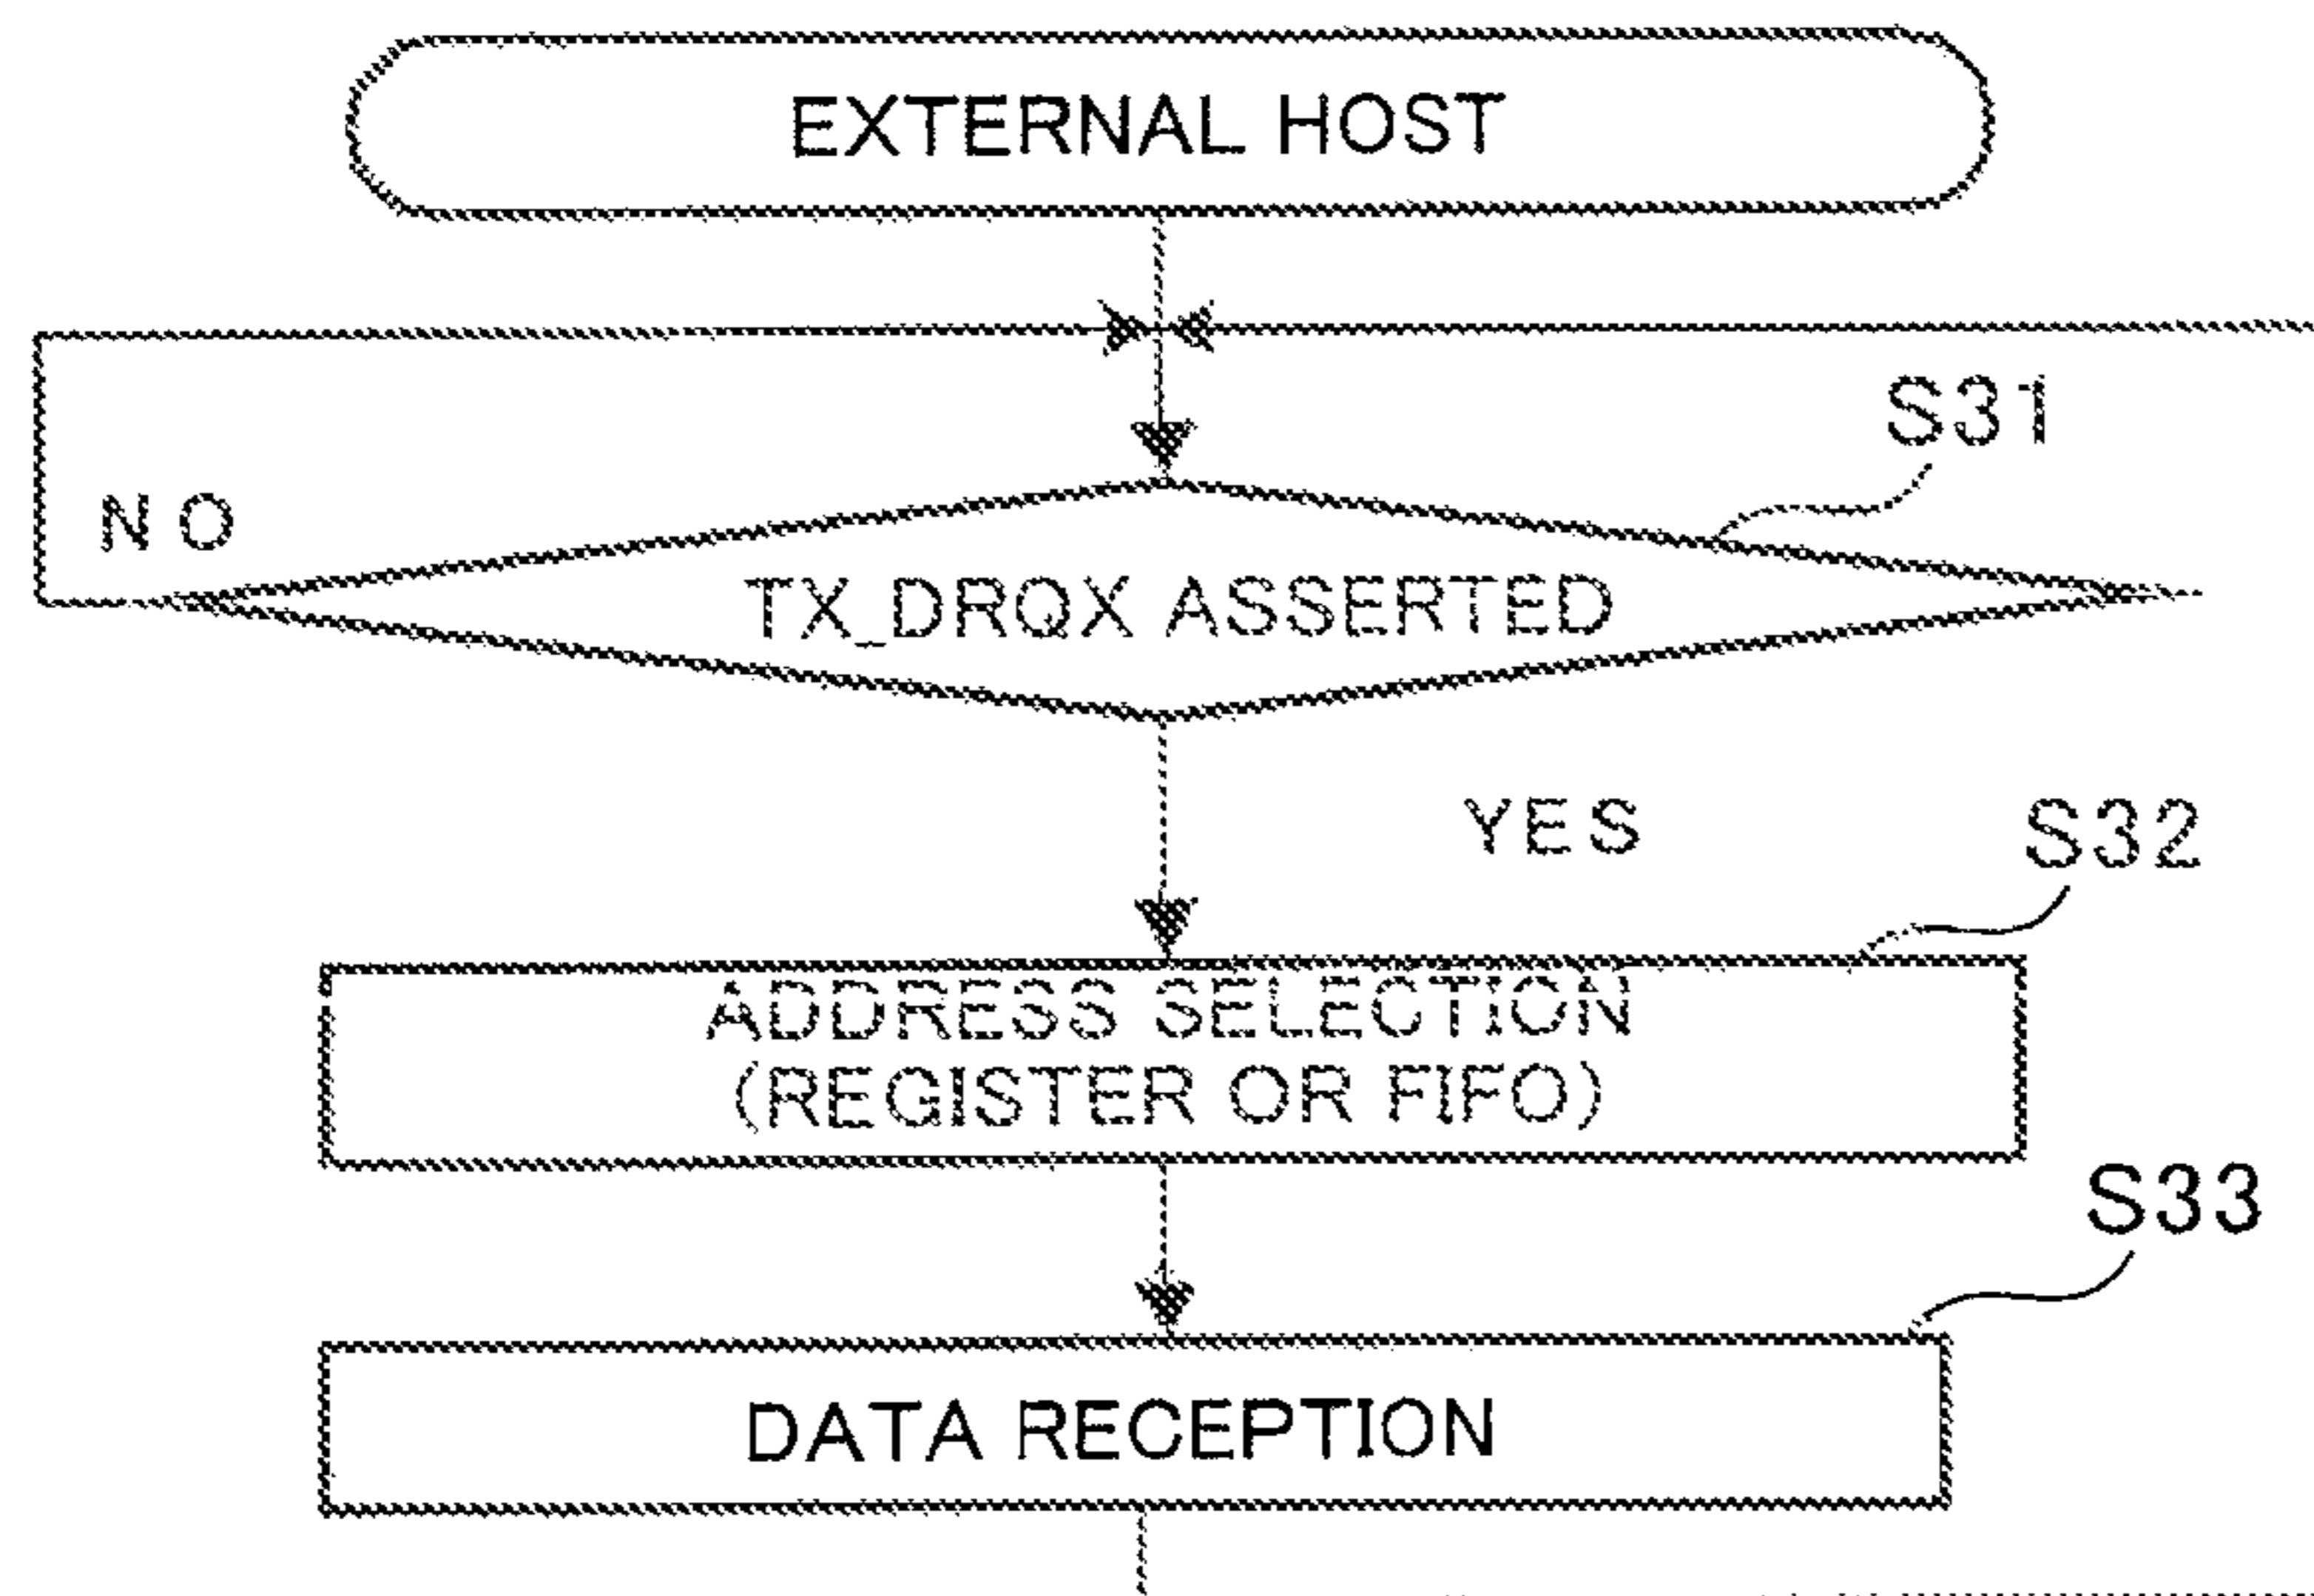 EXTERNAL HOST
S31
NO
TX_DRQX ASSERTED
YES
S32
ADDRESS SELECTION
(REGISTER OR FIFO)
S33
DATA RECEPTION